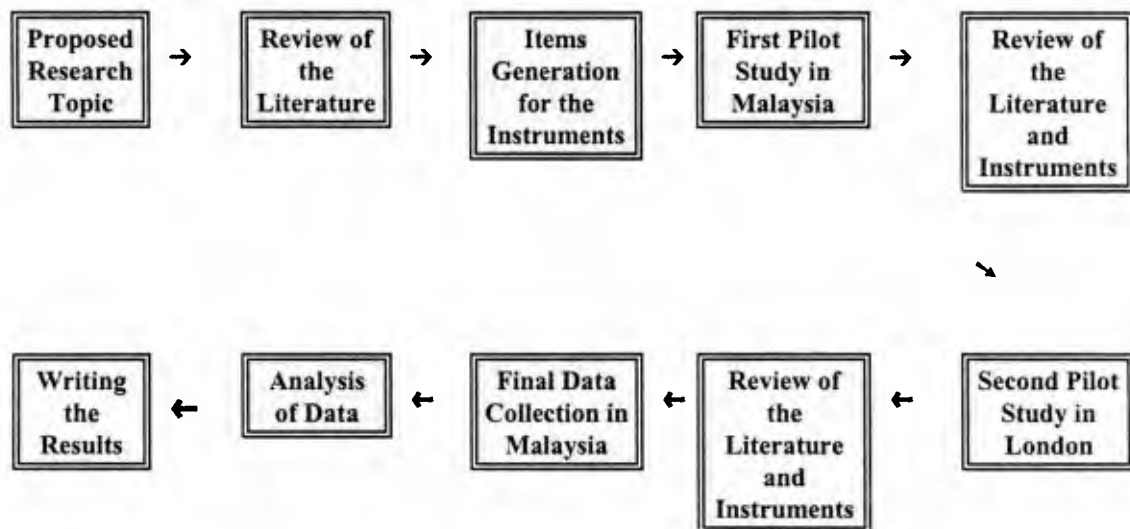 Proposed
Research
Topic
→
Review of
the
Literature
→
Items
Generation
for the
Instruments
→
First Pilot
Study in
Malaysia
→
Review of
the
Literature
and
Instruments
↘
Second Pilot
Study in
London
←
Review of
the
Literature
and
Instruments
←
Final Data
Collection in
Malaysia
←
Analysis
of Data
←
Writing
the
Results